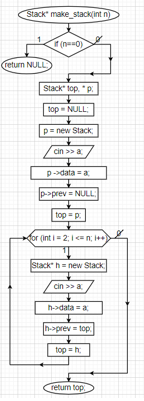 Stack* make_stack(int n)
1
if (n==0)
0
return NULL;
Stack* top, * p;
top = NULL;
p = new Stack;
cin >> a;
p ->data = a;
p->prev = NULL;
top = p;
for (int i = 2; i <= n; i++)
0
1
Stack* h = new Stack;
cin >> a;
h->data = a;
h->prev = top;
top = h;
return top;